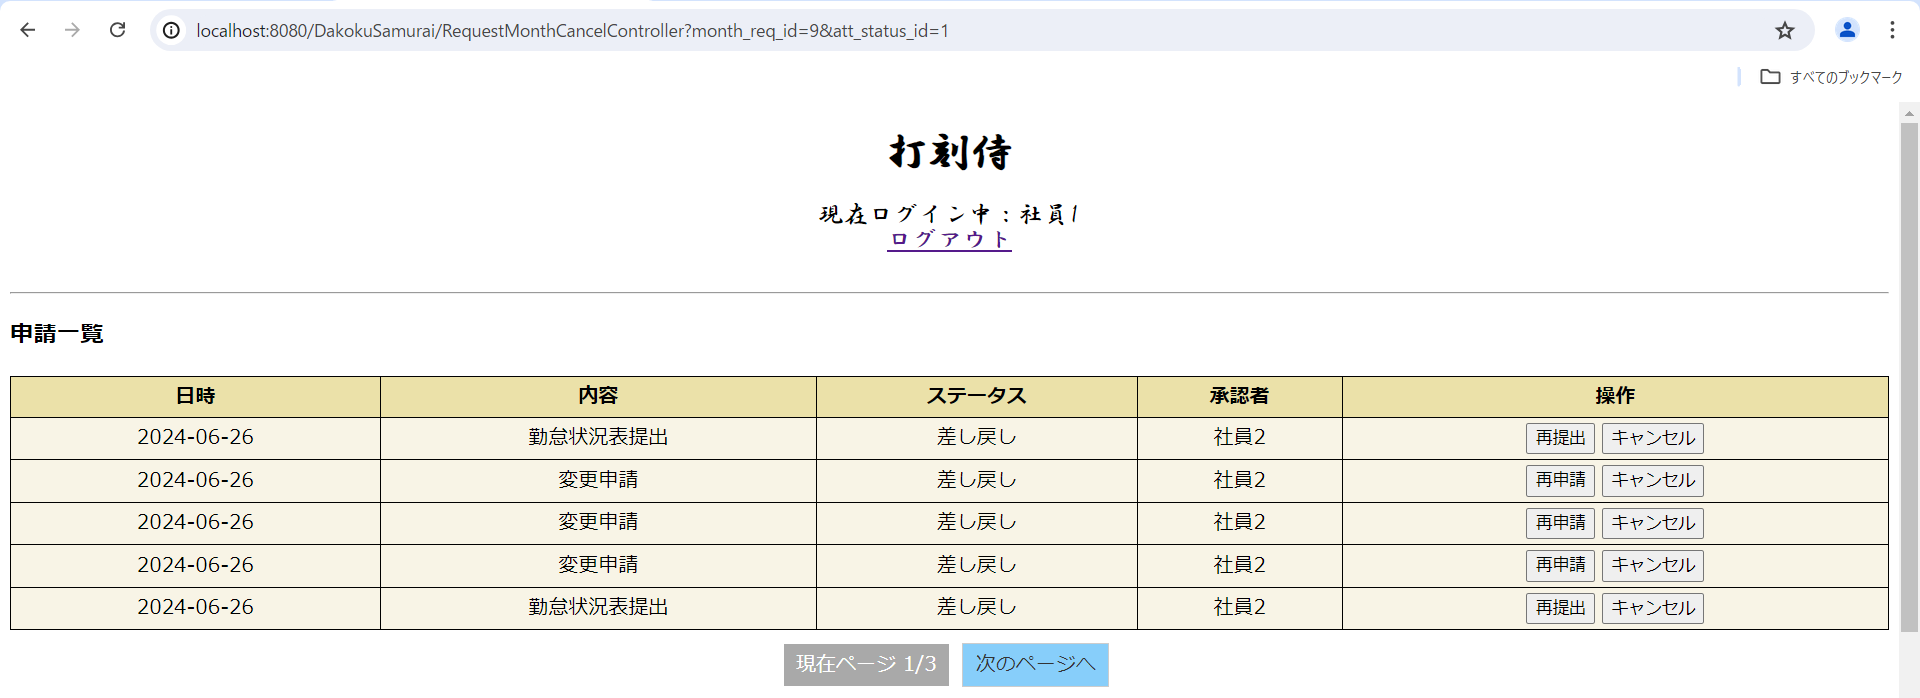 localhost:8080/DakokuSamurai/RequestMonthCancelController?month_req_id=9&att_status_id=1
すべてのブックマーク
打刻侍
現在ログイン中：社員1
ログアウト
申請一覧
日時 内容 ステータス 承認者 操作
2024-06-26 勤怠状況表提出 差し戻し 社員2 再提出 キャンセル
2024-06-26 変更申請 差し戻し 社員2 再申請 キャンセル
2024-06-26 変更申請 差し戻し 社員2 再申請 キャンセル
2024-06-26 変更申請 差し戻し 社員2 再申請 キャンセル
2024-06-26 勤怠状況表提出 差し戻し 社員2 再提出 キャンセル
現在ページ 1/3 次のページへ